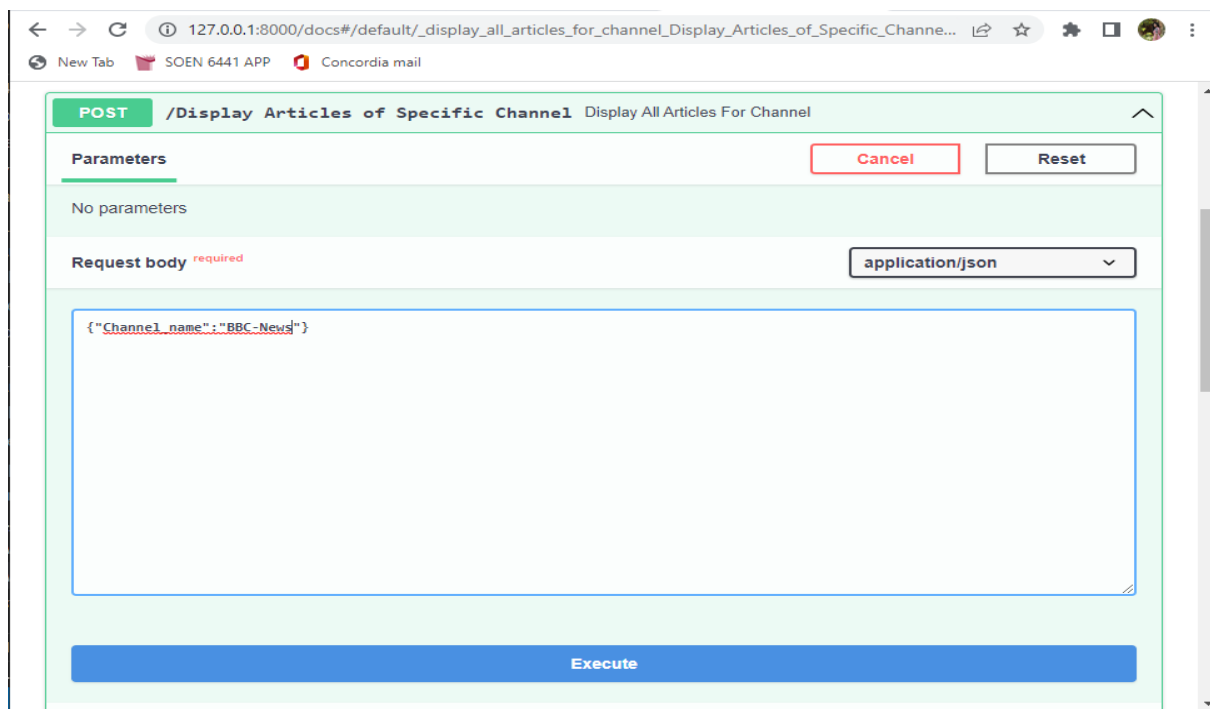 127.0.0.1:8000/docs#/default/_display_all_articles_for_channel_Display_Articles_of_Specific_Channe...
New Tab SOEN 6441 APP Concordia mail
POST /Display Articles of Specific Channel Display All Articles For Channel
Parameters Cancel Reset
No parameters
Request body required application/json
{"Channel_name":"BBC-News"}
Execute